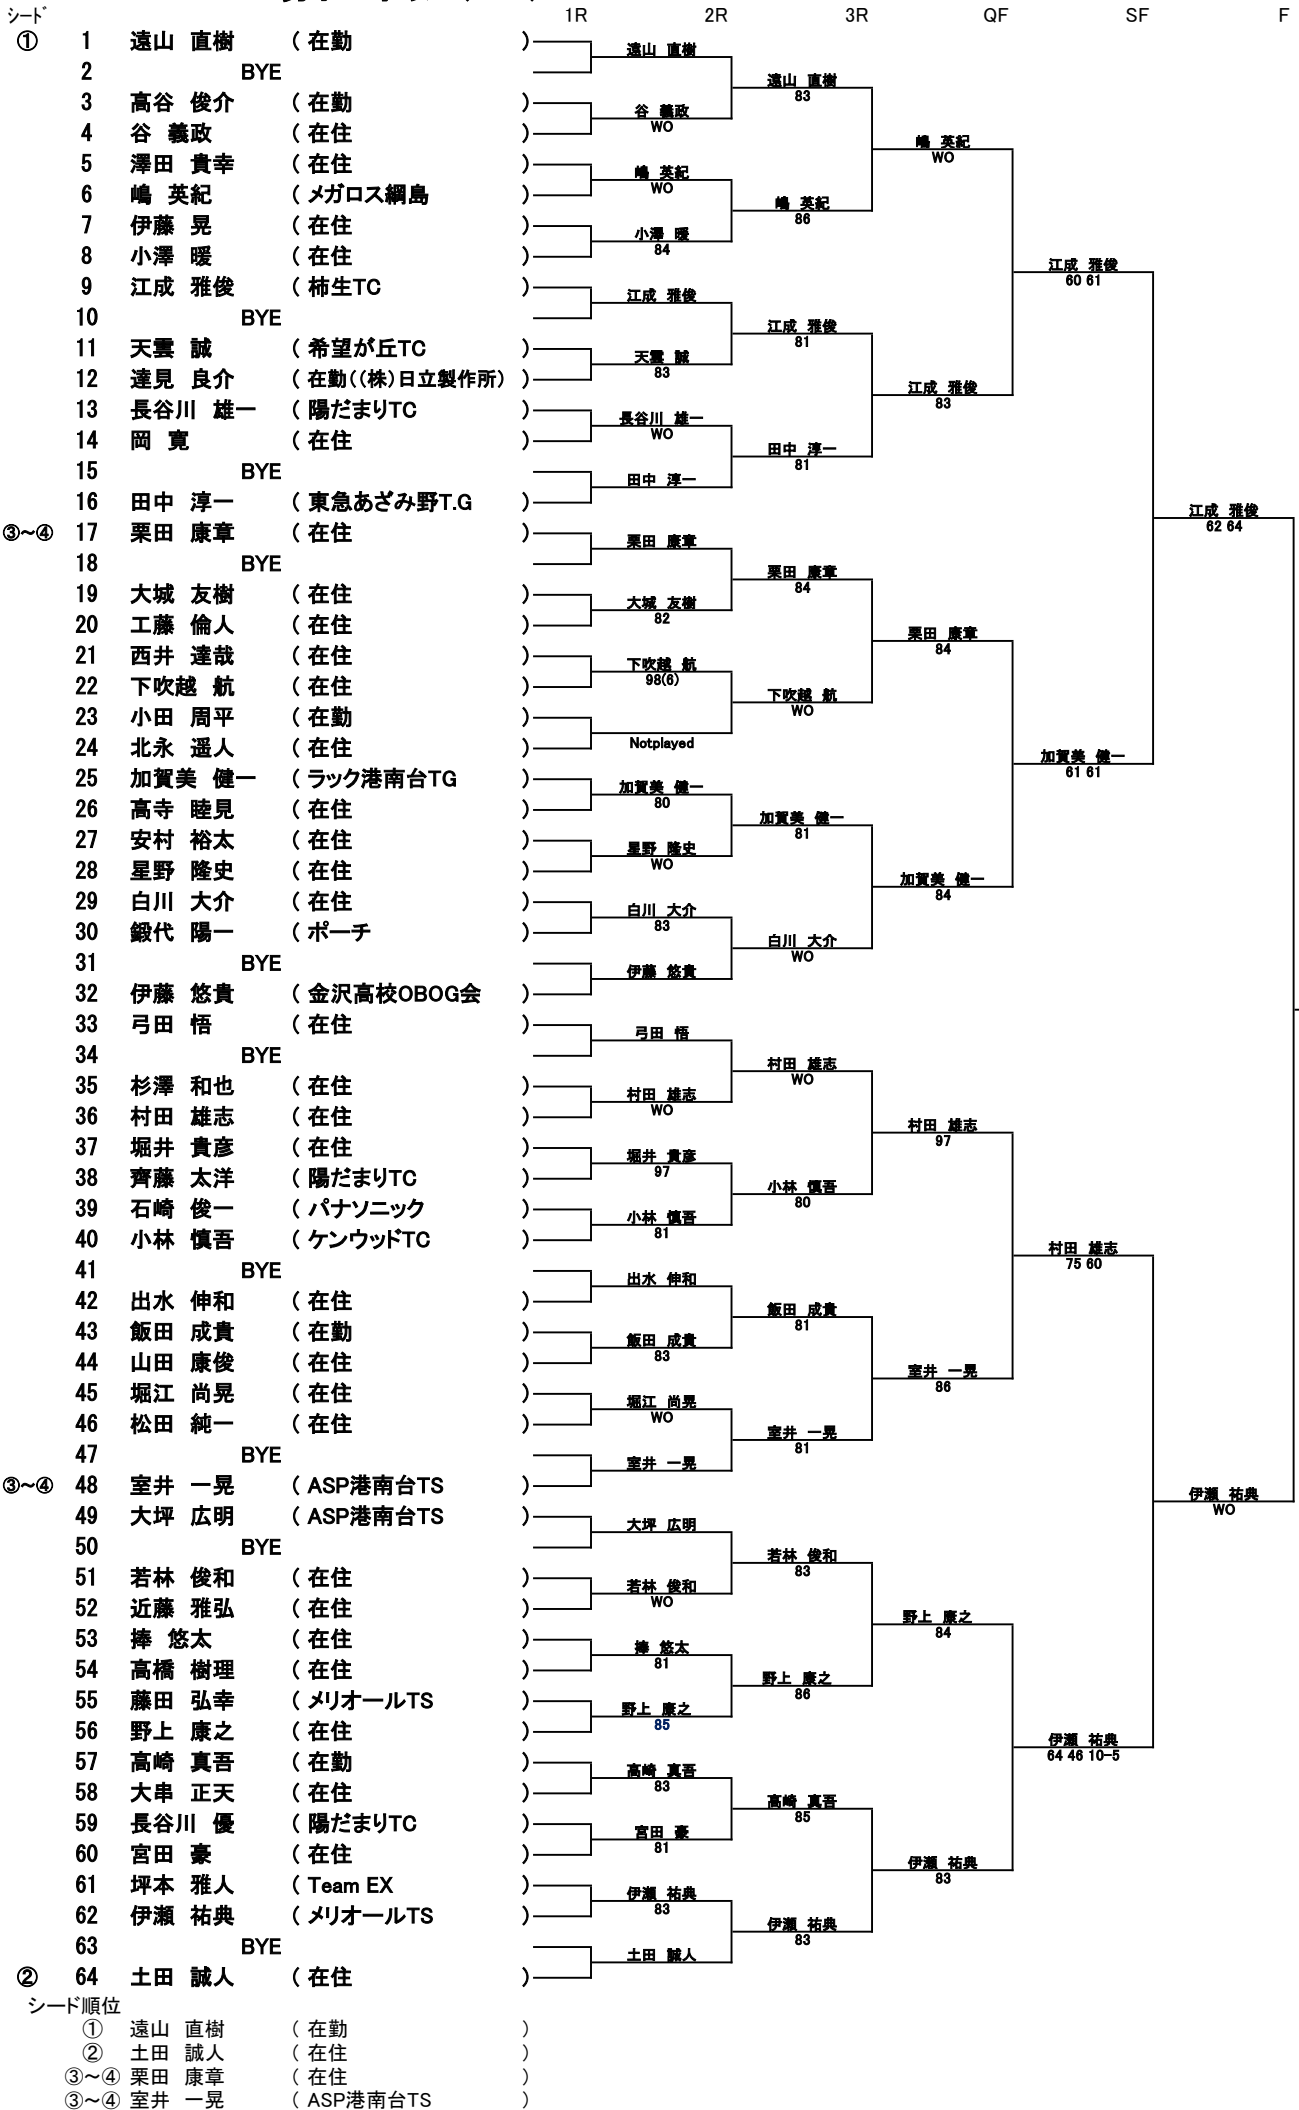 シード 1R 2R 3R QF SF F
① 1 遠山 直樹 ( 在勤 )
2 BYE
3 高谷 俊介 ( 在勤 )
4 谷 義政 ( 在住 )
5 澤田 貴幸 ( 在住 )
6 嶋 英紀 ( メガロス綱島 )
7 伊藤 晃 ( 在住 )
8 小澤 暖 ( 在住 )
9 江成 雅俊 ( 柿生TC )
10 BYE
11 天雲 誠 ( 希望が丘TC )
12 達見 良介 ( 在勤((株)日立製作所) )
13 長谷川 雄一 ( 陽だまりTC )
14 岡 寛 ( 在住 )
15 BYE
16 田中 淳一 ( 東急あざみ野T.G )
③~④ 17 栗田 康章 ( 在住 )
18 BYE
19 大城 友樹 ( 在住 )
20 工藤 倫人 ( 在住 )
21 西井 達哉 ( 在住 )
22 下吹越 航 ( 在住 )
23 小田 周平 ( 在勤 )
24 北永 遥人 ( 在住 )
25 加賀美 健一 ( ラック港南台TG )
26 高寺 睦見 ( 在住 )
27 安村 裕太 ( 在住 )
28 星野 隆史 ( 在住 )
29 白川 大介 ( 在住 )
30 鍛代 陽一 ( ポーチ )
31 BYE
32 伊藤 悠貴 ( 金沢高校OBOG会 )
33 弓田 悟 ( 在住 )
34 BYE
35 杉澤 和也 ( 在住 )
36 村田 雄志 ( 在住 )
37 堀井 貴彦 ( 在住 )
38 齊藤 太洋 ( 陽だまりTC )
39 石崎 俊一 ( パナソニック )
40 小林 慎吾 ( ケンウッドTC )
41 BYE
42 出水 伸和 ( 在住 )
43 飯田 成貴 ( 在勤 )
44 山田 康俊 ( 在住 )
45 堀江 尚晃 ( 在住 )
46 松田 純一 ( 在住 )
47 BYE
③~④ 48 室井 一晃 ( ASP港南台TS )
49 大坪 広明 ( ASP港南台TS )
50 BYE
51 若林 俊和 ( 在住 )
52 近藤 雅弘 ( 在住 )
53 捧 悠太 ( 在住 )
54 高橋 樹理 ( 在住 )
55 藤田 弘幸 ( メリオールTS )
56 野上 康之 ( 在住 )
57 高崎 真吾 ( 在勤 )
58 大串 正天 ( 在住 )
59 長谷川 優 ( 陽だまりTC )
60 宮田 豪 ( 在住 )
61 坪本 雅人 ( Team EX )
62 伊瀬 祐典 ( メリオールTS )
63 BYE
② 64 土田 誠人 ( 在住 )
遠山 直樹
谷 義政
WO
嶋 英紀
WO
小澤 暖
84
江成 雅俊
天雲 誠
83
長谷川 雄一
WO
田中 淳一
栗田 康章
大城 友樹
82
下吹越 航
98(6)
Notplayed
加賀美 健一
80
星野 隆史
WO
白川 大介
83
伊藤 悠貴
弓田 悟
村田 雄志
WO
堀井 貴彦
97
小林 慎吾
81
出水 伸和
飯田 成貴
83
堀江 尚晃
WO
室井 一晃
大坪 広明
若林 俊和
WO
捧 悠太
81
野上 康之
85
高崎 真吾
83
宮田 豪
81
伊瀬 祐典
83
土田 誠人
遠山 直樹
83
嶋 英紀
86
江成 雅俊
81
田中 淳一
81
栗田 康章
84
下吹越 航
WO
加賀美 健一
81
白川 大介
WO
村田 雄志
WO
小林 慎吾
80
飯田 成貴
81
室井 一晃
81
若林 俊和
83
野上 康之
86
高崎 真吾
85
伊瀬 祐典
83
嶋 英紀
WO
江成 雅俊
83
栗田 康章
84
加賀美 健一
84
村田 雄志
97
室井 一晃
86
野上 康之
84
伊瀬 祐典
83
江成 雅俊
60 61
加賀美 健一
61 61
村田 雄志
75 60
伊瀬 祐典
64 46 10-5
江成 雅俊
62 64
伊瀬 祐典
WO
シード順位
① 遠山 直樹 ( 在勤 )
② 土田 誠人 ( 在住 )
③~④ 栗田 康章 ( 在住 )
③~④ 室井 一晃 ( ASP港南台TS )